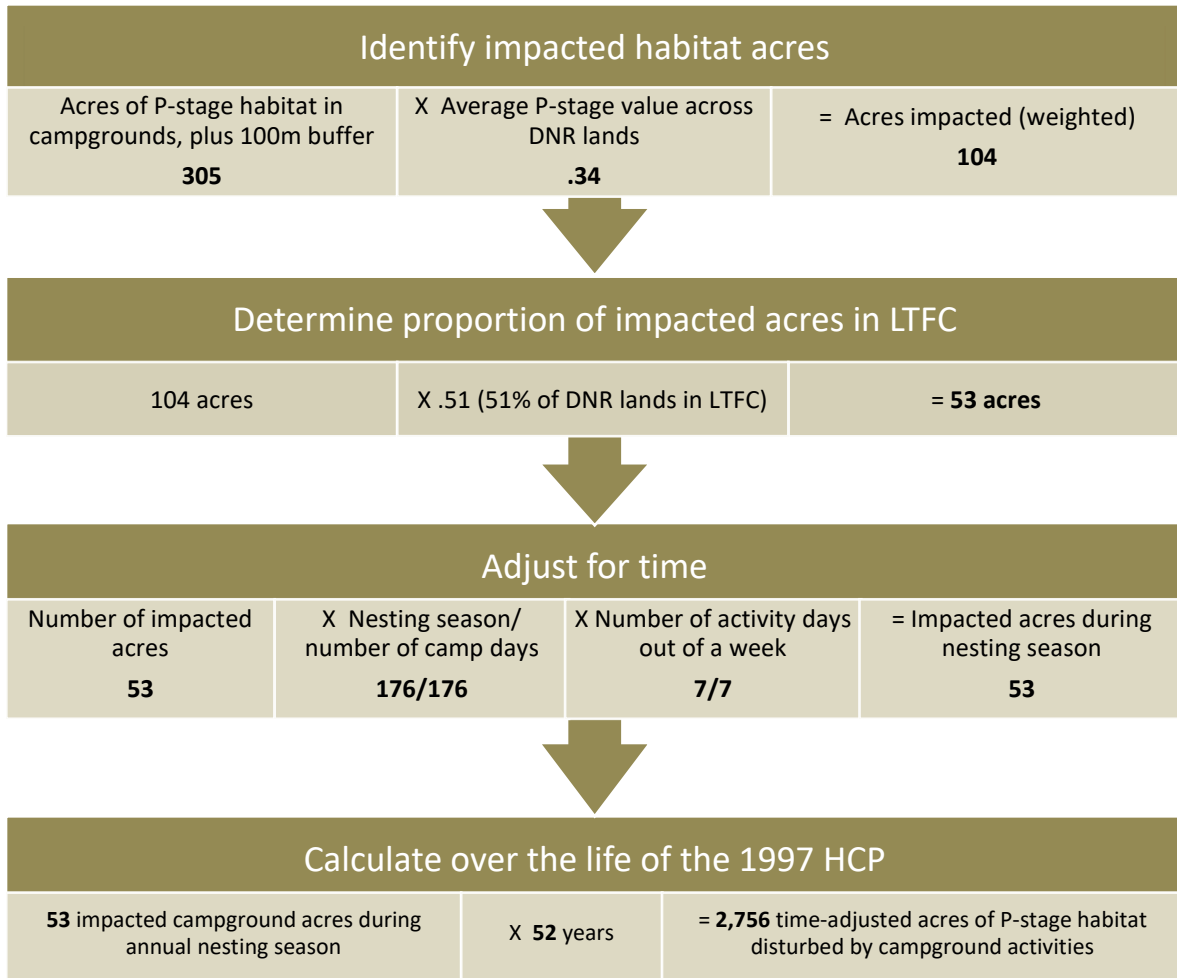 Identify impacted habitat acres
Acres of P-stage habitat in
campgrounds, plus 100m buffer
305
X Average P-stage value across
DNR lands
.34
= Acres impacted (weighted)
104
Determine proportion of impacted acres in LTFC
104 acres
X .51 (51% of DNR lands in LTFC)
= 53 acres
Adjust for time
Number of impacted
acres
53
X Nesting season/
number of camp days
176/176
X Number of activity days
out of a week
7/7
= Impacted acres during
nesting season
53
Calculate over the life of the 1997 HCP
53 impacted campground acres during
annual nesting season
X 52 years
= 2,756 time-adjusted acres of P-stage habitat
disturbed by campground activities